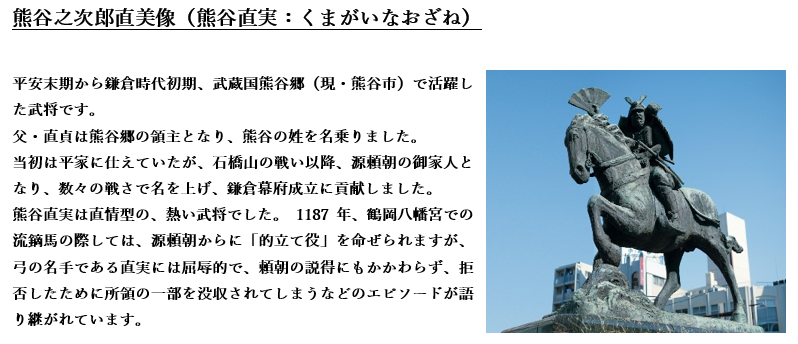 熊谷之次郎直美像（熊谷直実：くまがいなおざね）
平安末期から鎌倉時代初期、武蔵国熊谷郷（現・熊谷市）で活躍し
た武将です。
父・直貞は熊谷郷の領主となり、熊谷の姓を名乗りました。
当初は平家に仕えていたが、石橋山の戦い以降、源頼朝の御家人と
なり、数々の戦さで名を上げ、鎌倉幕府成立に貢献しました。
熊谷直実は直情型の、熱い武将でした。 1187 年、鶴岡八幡宮での
流鏑馬の際しては、源頼朝からに「的立て役」を命ぜられますが、
弓の名手である直実には屈辱的で、頼朝の説得にもかかわらず、拒
否したために所領の一部を没収されてしまうなどのエピソードが語
り継がれています。